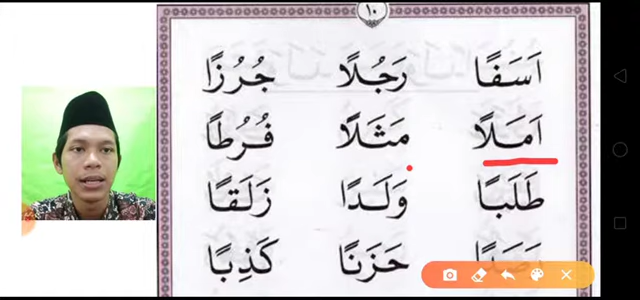 ١٠
اَسَفًا رَجُلًا جُرُزًا
اَمَلًا مَثَلًا فُرُطًا
طَلَبًا وَلَدًا زَلَقًا
رَصَدًا حَزَنًا كَذِبًا